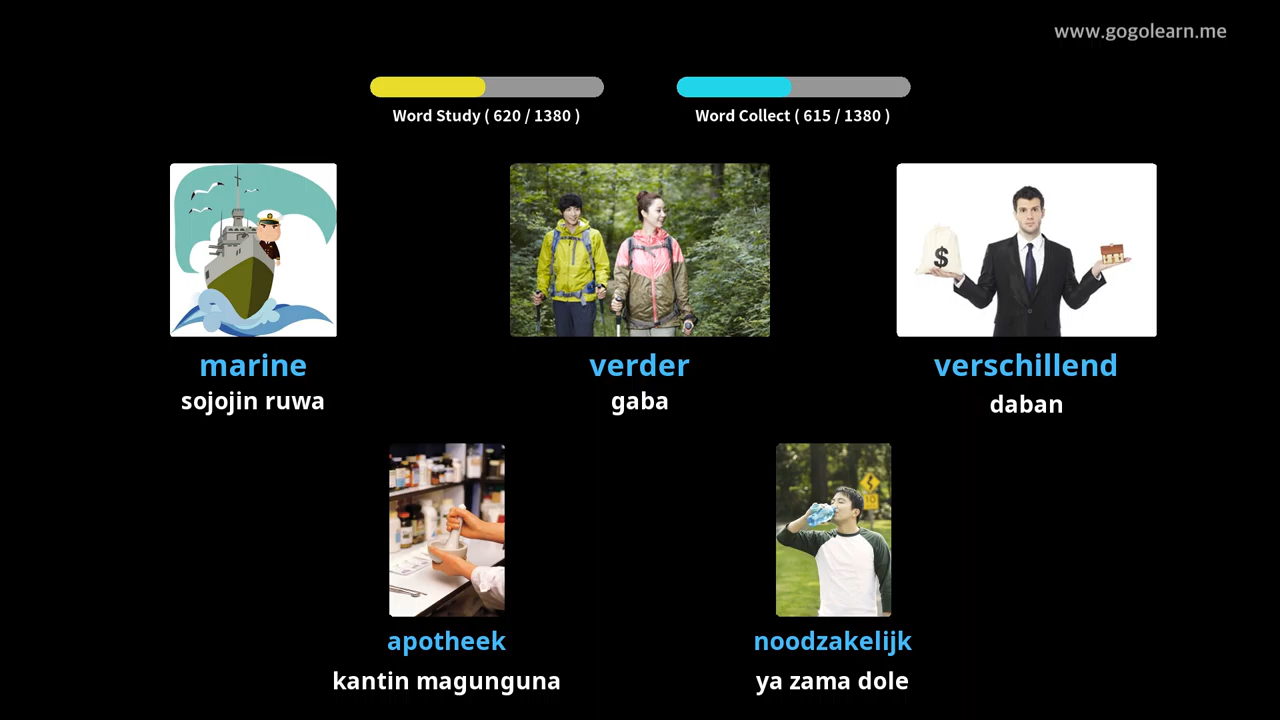 www.gogolearn.me
Word Study ( 620 / 1380 )
Word Collect ( 615 / 1380 )
marine
sojojin ruwa
verder
gaba
verschillend
daban
$
apotheek
kantin magunguna
noodzakelijk
ya zama dole